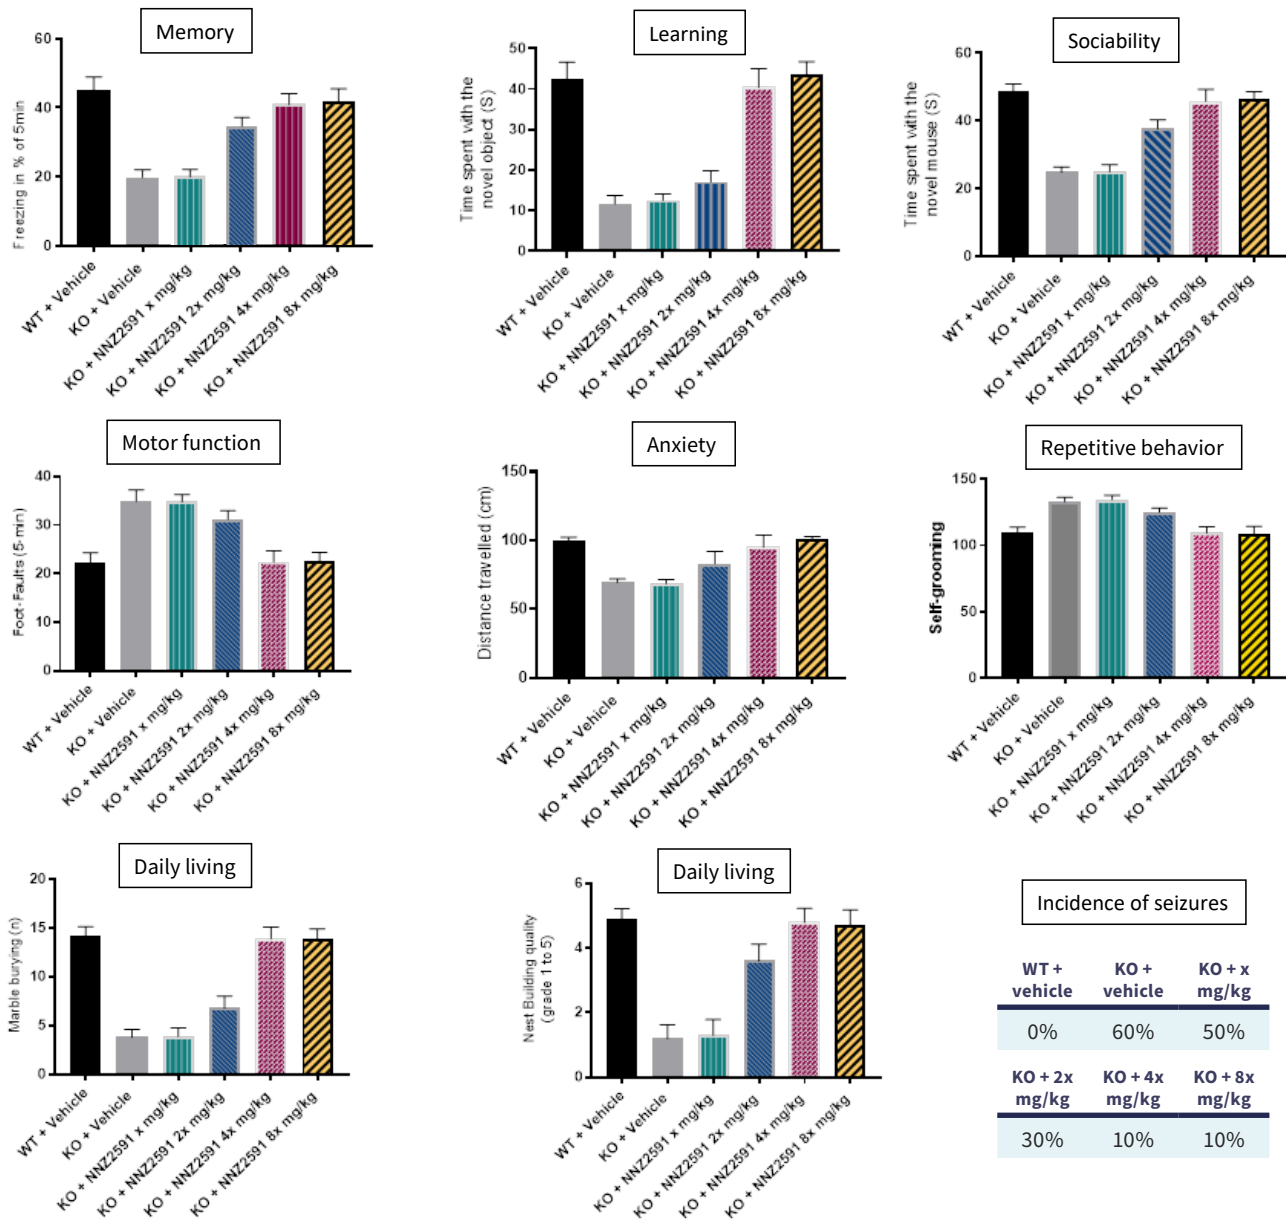 Memory
Freezing in % of 5min
60
40
20
0
WT + Vehicle
KO + Vehicle
KO + NNZ2591 x mg/kg
KO + NNZ2591 2x mg/kg
KO + NNZ2591 4x mg/kg
KO + NNZ2591 8x mg/kg
Learning
Time spent with the
novel object (S)
50
40
30
20
10
0
WT + Vehicle
KO + Vehicle
KO + NNZ2591 x mg/kg
KO + NNZ2591 2x mg/kg
KO + NNZ2591 4x mg/kg
KO + NNZ2591 8x mg/kg
Sociability
Time spent with the
novel mouse (S)
60
40
20
0
WT + Vehicle
KO + Vehicle
KO + NNZ2591 x mg/kg
KO + NNZ2591 2x mg/kg
KO + NNZ2591 4x mg/kg
KO + NNZ2591 8x mg/kg
Motor function
Foot-Faults (5-min)
40
30
20
10
0
WT + Vehicle
KO + Vehicle
KO + NNZ2591 x mg/kg
KO + NNZ2591 2x mg/kg
KO + NNZ2591 4x mg/kg
KO + NNZ2591 8x mg/kg
Anxiety
Distance travelled (cm)
150
100
50
0
WT + Vehicle
KO + Vehicle
KO + NNZ2591 x mg/kg
KO + NNZ2591 2x mg/kg
KO + NNZ2591 4x mg/kg
KO + NNZ2591 8x mg/kg
Repetitive behavior
Self-grooming
150
100
50
0
WT + Vehicle
KO + Vehicle
KO + NNZ2591 x mg/kg
KO + NNZ2591 2x mg/kg
KO + NNZ2591 4x mg/kg
KO + NNZ2591 8x mg/kg
Daily living
Marble burying (n)
20
15
10
5
0
WT + Vehicle
KO + Vehicle
KO + NNZ2591 x mg/kg
KO + NNZ2591 2x mg/kg
KO + NNZ2591 4x mg/kg
KO + NNZ2591 8x mg/kg
Daily living
Nest Building quality
(grade 1 to 5)
6
4
2
0
WT + Vehicle
KO + Vehicle
KO + NNZ2591 x mg/kg
KO + NNZ2591 2x mg/kg
KO + NNZ2591 4x mg/kg
KO + NNZ2591 8x mg/kg
Incidence of seizures
WT + vehicle
KO + vehicle
KO + x mg/kg
0% 60% 50%
KO + 2x mg/kg
KO + 4x mg/kg
KO + 8x mg/kg
30% 10% 10%